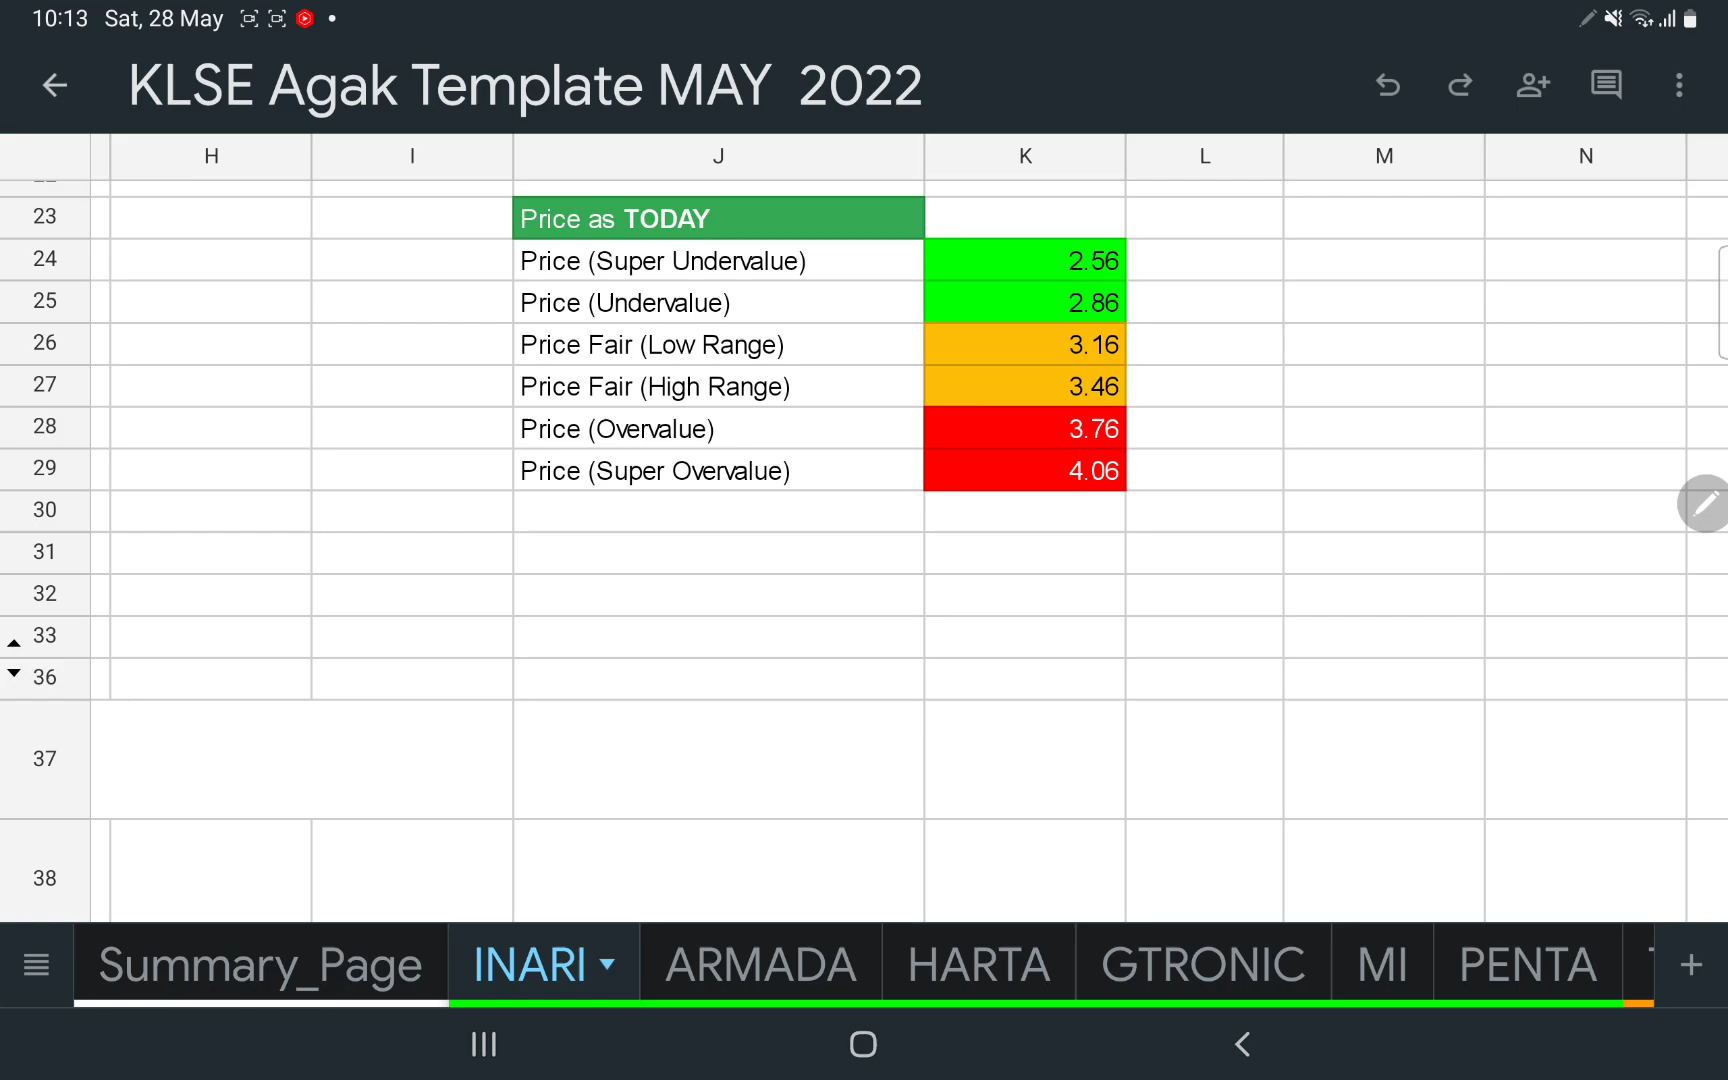 10:13 Sat, 28 May
KLSE Agak Template MAY 2022
H I J K L M N
23 Price as TODAY
24 Price (Super Undervalue) 2.56
25 Price (Undervalue) 2.86
26 Price Fair (Low Range) 3.16
27 Price Fair (High Range) 3.46
28 Price (Overvalue) 3.76
29 Price (Super Overvalue) 4.06
30
31
32
33
36
37
38
Summary_Page INARI ARMADA HARTA GTRONIC MI PENTA